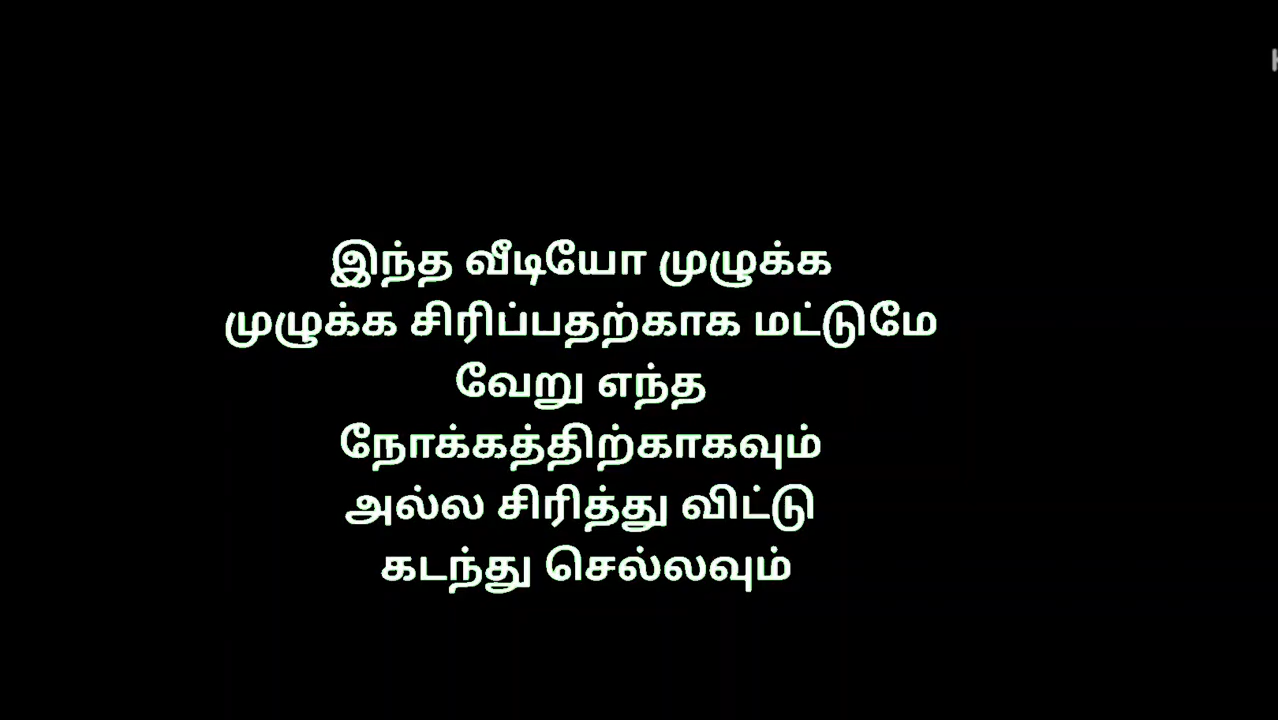 இந்த வீடியோ முழுக்க
முழுக்க சிரிப்பதற்காக மட்டுமே
வேறு எந்த
நோக்கத்திற்காகவும்
அல்ல சிரித்து விட்டு
கடந்து செல்லவும்